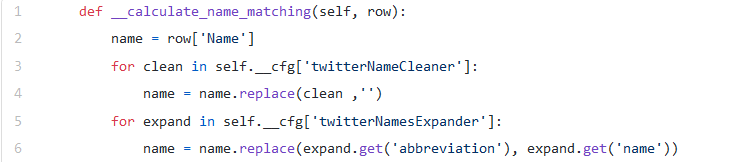 1 def __calculate_name_matching(self, row):
2 name = row['Name']
3 for clean in self.__cfg['twitterNameCleaner']:
4 name = name.replace(clean ,'')
5 for expand in self.__cfg['twitterNamesExpander']:
6 name = name.replace(expand.get('abbreviation'), expand.get('name'))